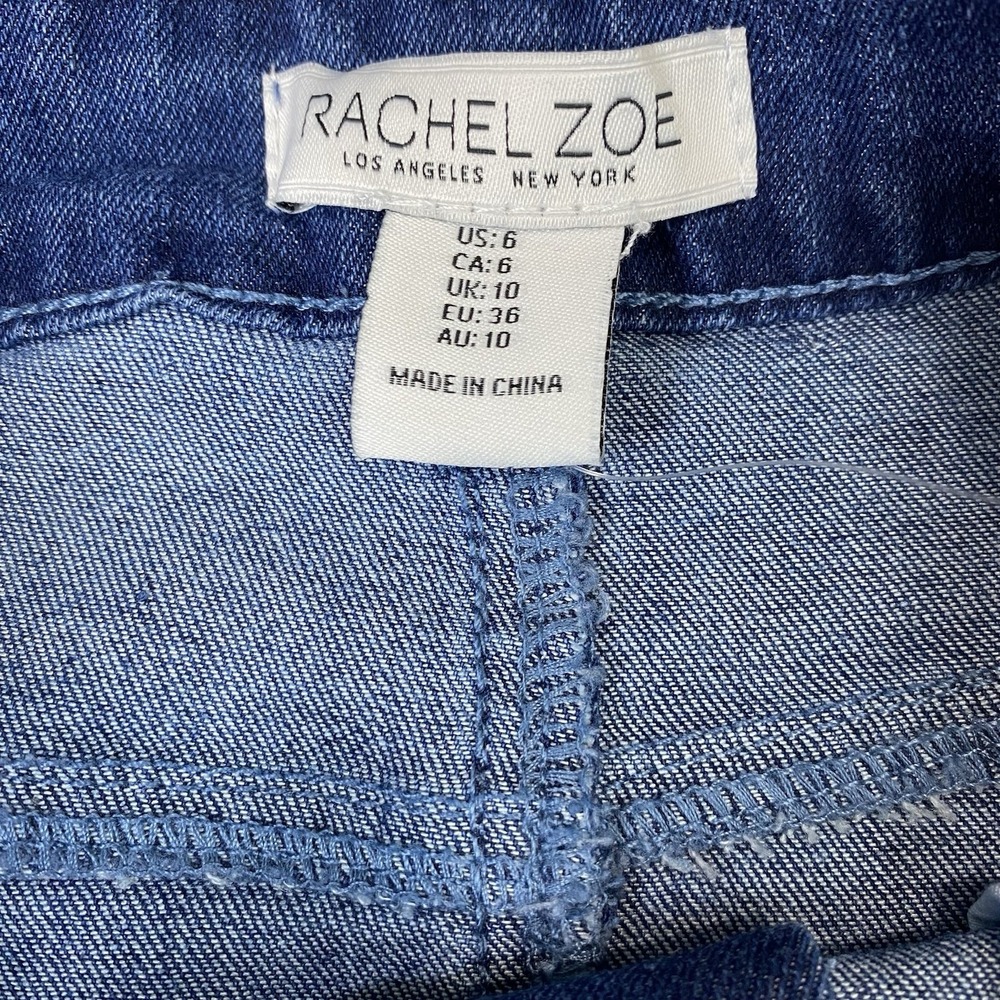 RACHEL ZOE
LOS ANGELES NEW YORK
US: 6
CA: 6
UK: 10
EU: 36
AU: 10
MADE IN CHINA